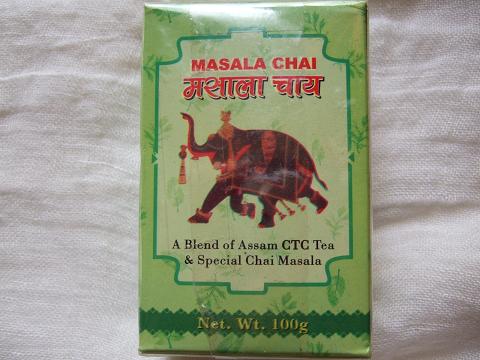 MASALA CHAI
मसाला चाय
A Blend of Assam CTC Tea
& Special Chai Masala
Net. Wt. 100g